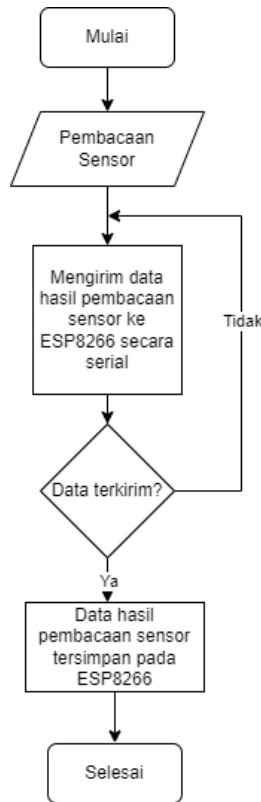 Mulai
Pembacaan
Sensor
Mengirim data
hasil pembacaan
sensor ke
ESP8266 secara
serial
Tidak
Data terkirim?
Ya
Data hasil
pembacaan sensor
tersimpan pada
ESP8266
Selesai